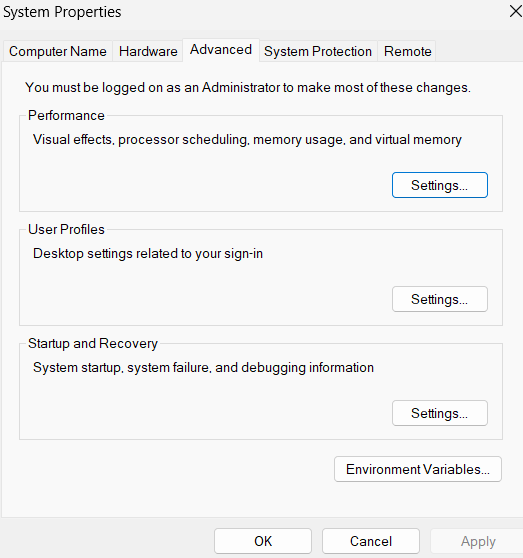 System Properties
Computer Name Hardware Advanced System Protection Remote
You must be logged on as an Administrator to make most of these changes.
Performance
Visual effects, processor scheduling, memory usage, and virtual memory
Settings...
User Profiles
Desktop settings related to your sign-in
Settings...
Startup and Recovery
System startup, system failure, and debugging information
Settings...
Environment Variables...
OK Cancel Apply